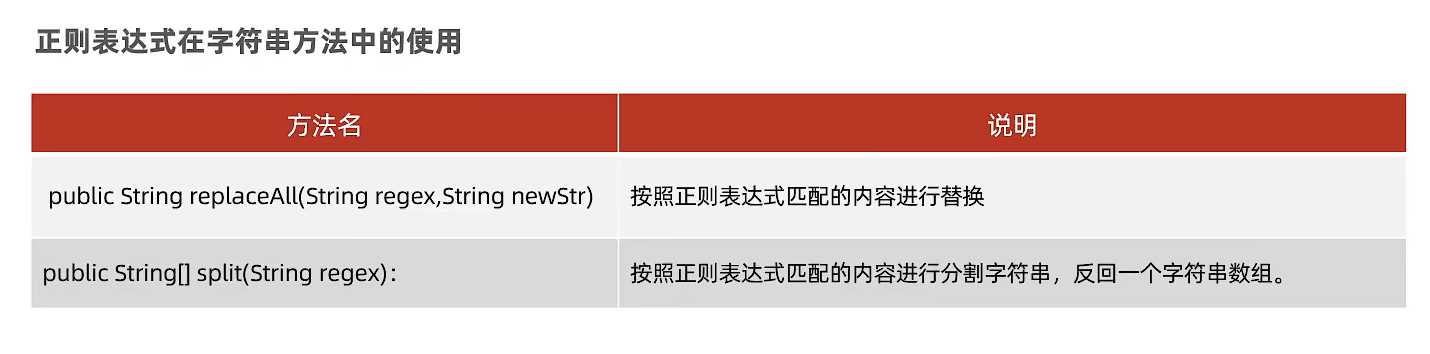 正则表达式在字符串方法中的使用
方法名 说明
public String replaceAll(String regex,String newStr) 按照正则表达式匹配的内容进行替换
public String[] split(String regex): 按照正则表达式匹配的内容进行分割字符串，反回一个字符串数组。